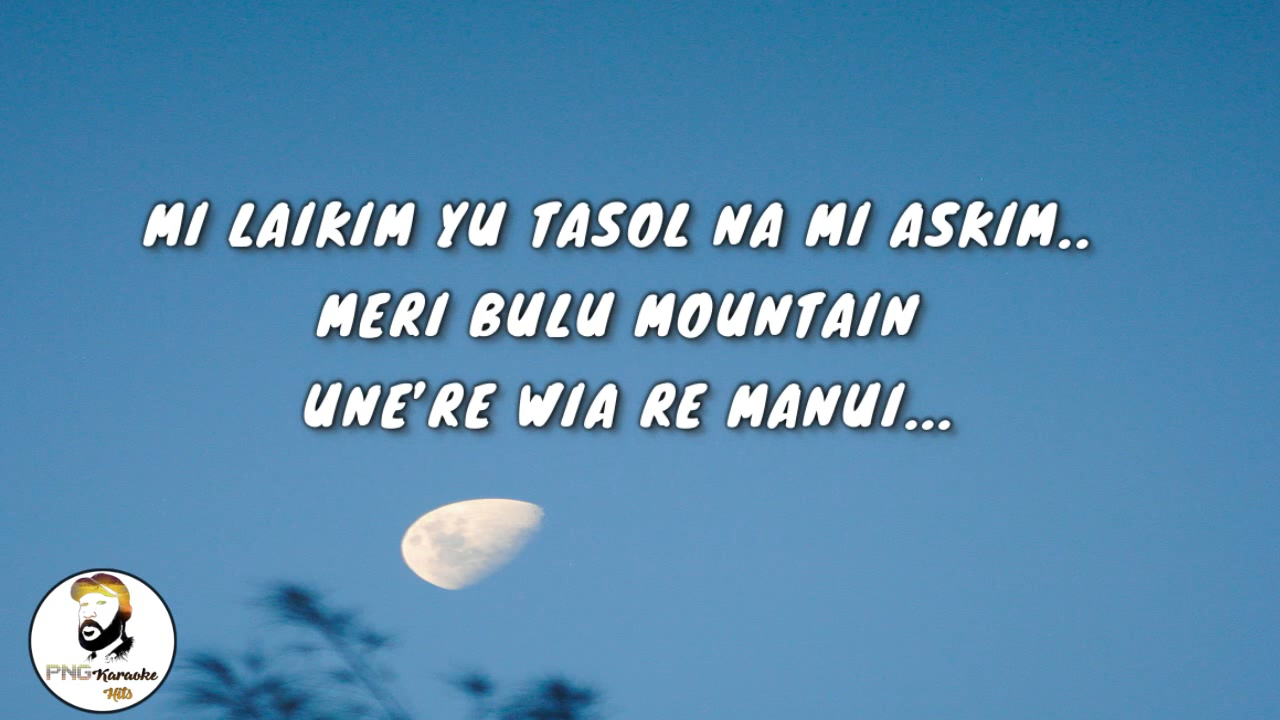 MI LAIKIM YU TASOL NA MI ASKIM..
MERI BULU MOUNTAIN
UNE'RE WIA RE MANUI...
PNG Karaoke
Hits